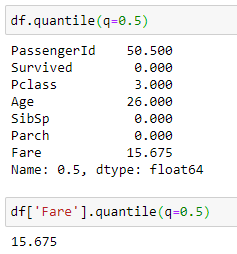 df.quantile(q=0.5)
PassengerId    50.500
Survived        0.000
Pclass          3.000
Age            26.000
SibSp           0.000
Parch           0.000
Fare           15.675
Name: 0.5, dtype: float64
df['Fare'].quantile(q=0.5)
15.675